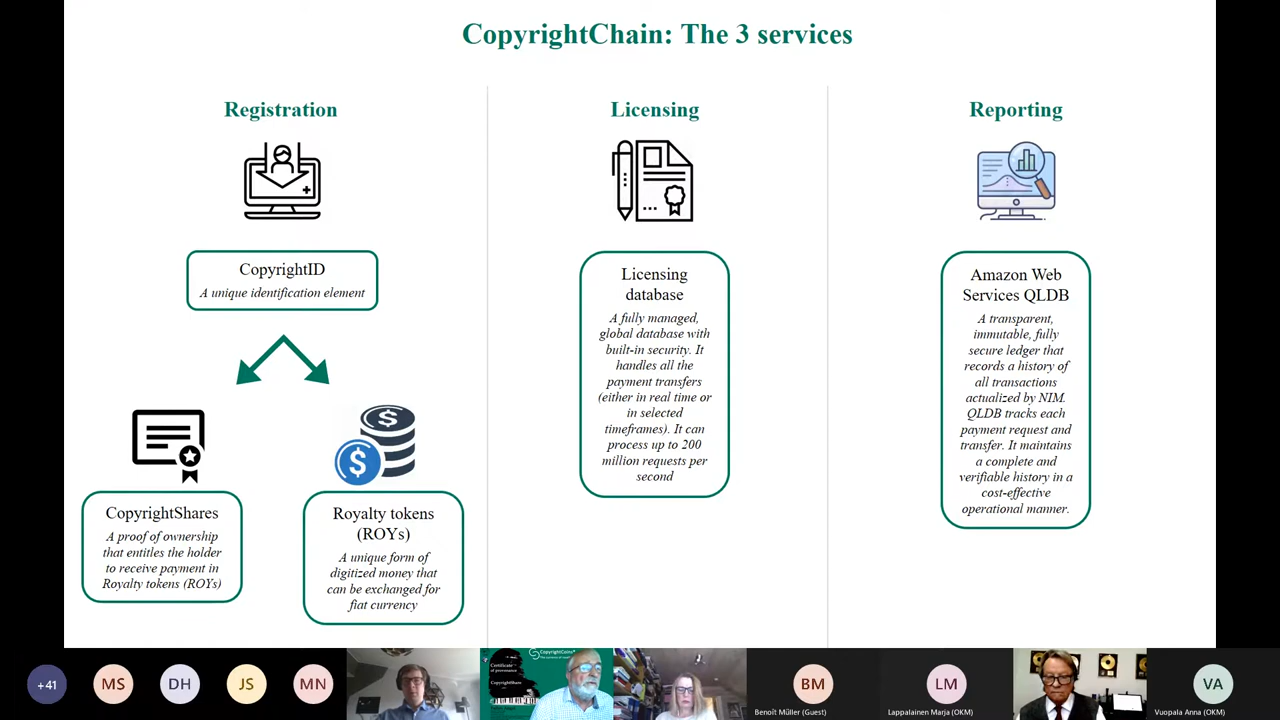 CopyrightChain: The 3 services
Registration
CopyrightID
A unique identification element
CopyrightShares
A proof of ownership
that entitles the holder
to receive payment in
Royalty tokens (ROYs)
Royalty tokens
(ROYs)
A unique form of
digitized money that
can be exchanged for
fiat currency
Licensing
Licensing
database
A fully managed,
global database with
built-in security. It
handles all the
payment transfers
(either in real time or
in selected
timeframes). It can
process up to 200
million requests per
second
Reporting
Amazon Web
Services QLDB
A transparent,
immutable, fully
secure ledger that
records a history of
all transactions
actualized by NIM.
QLDB tracks each
payment request and
transfer. It maintains
a complete and
verifiable history in a
cost-effective
operational manner.
+41
MS
DH
JS
MN
CopyrightCoins
Certificate
of provenance
CopyrightShare
BM
Benoît Müller (Guest)
LM
Lappalainen Marja (OKM)
VA
Vuopala Anna (OKM)